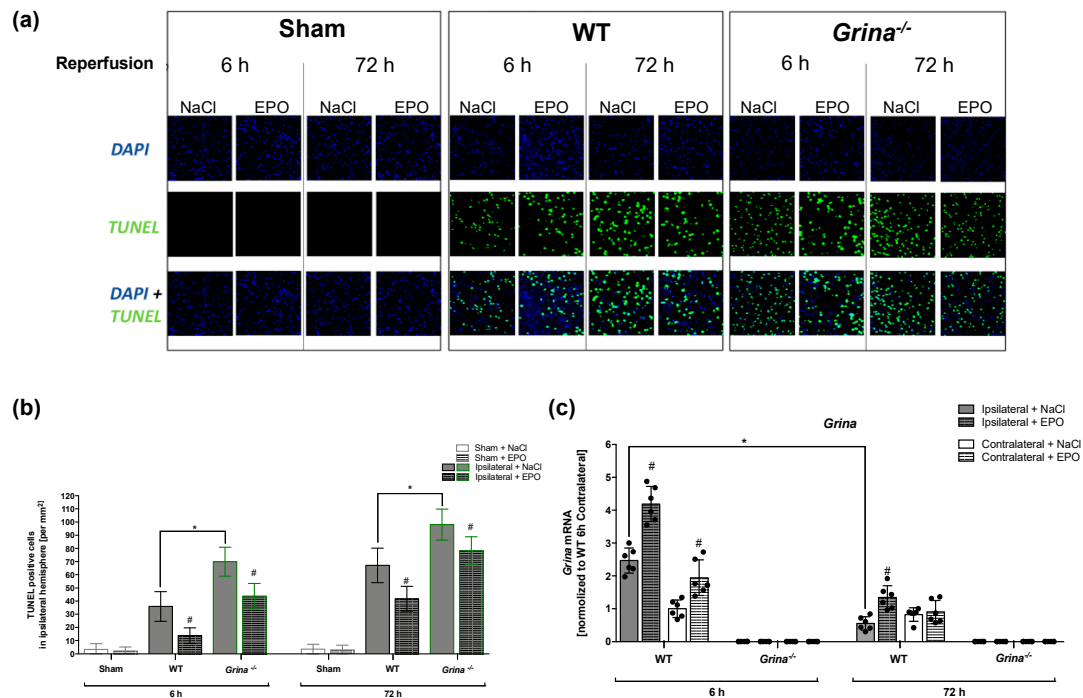 (a)
Sham
WT
Grina-/-
Reperfusion
6 h
72 h
6 h
72 h
6 h
72 h
NaCl
EPO
NaCl
EPO
NaCl
EPO
NaCl
EPO
NaCl
EPO
NaCl
EPO
DAPI
TUNEL
DAPI +
TUNEL
(b)
Sham + NaCl
Sham + EPO
Ipsilateral + NaCl
Ipsilateral + EPO
TUNEL positive cells
in ipsilateral hemisphere [per mm²]
120
110
100
90
80
70
60
50
40
30
20
10
0
*
#
#
*
#
#
Sham
WT
Grina -/-
Sham
WT
Grina -/-
6 h
72 h
(c)
Grina
Ipsilateral + NaCl
Ipsilateral + EPO
Contralateral + NaCl
Contralateral + EPO
Grina mRNA
[normolized to WT 6h Contralateral]
6
5
4
3
2
1
0
*
#
#
#
WT
Grina-/-
WT
Grina-/-
6 h
72 h